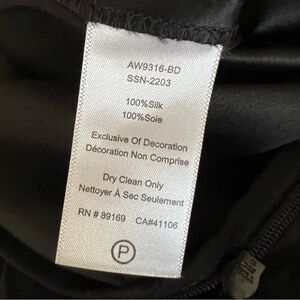 AW9316-BD
SSN-2203
100%Silk
100%Soie
Exclusive Of Decoration
Décoration Non Comprise
Dry Clean Only
Nettoyer À Sec Seulement
RN # 89169 CA#41106
P